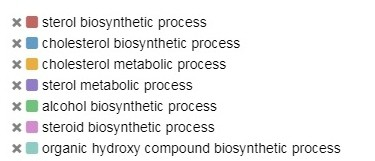 sterol biosynthetic process
cholesterol biosynthetic process
cholesterol metabolic process
sterol metabolic process
alcohol biosynthetic process
steroid biosynthetic process
organic hydroxy compound biosynthetic process